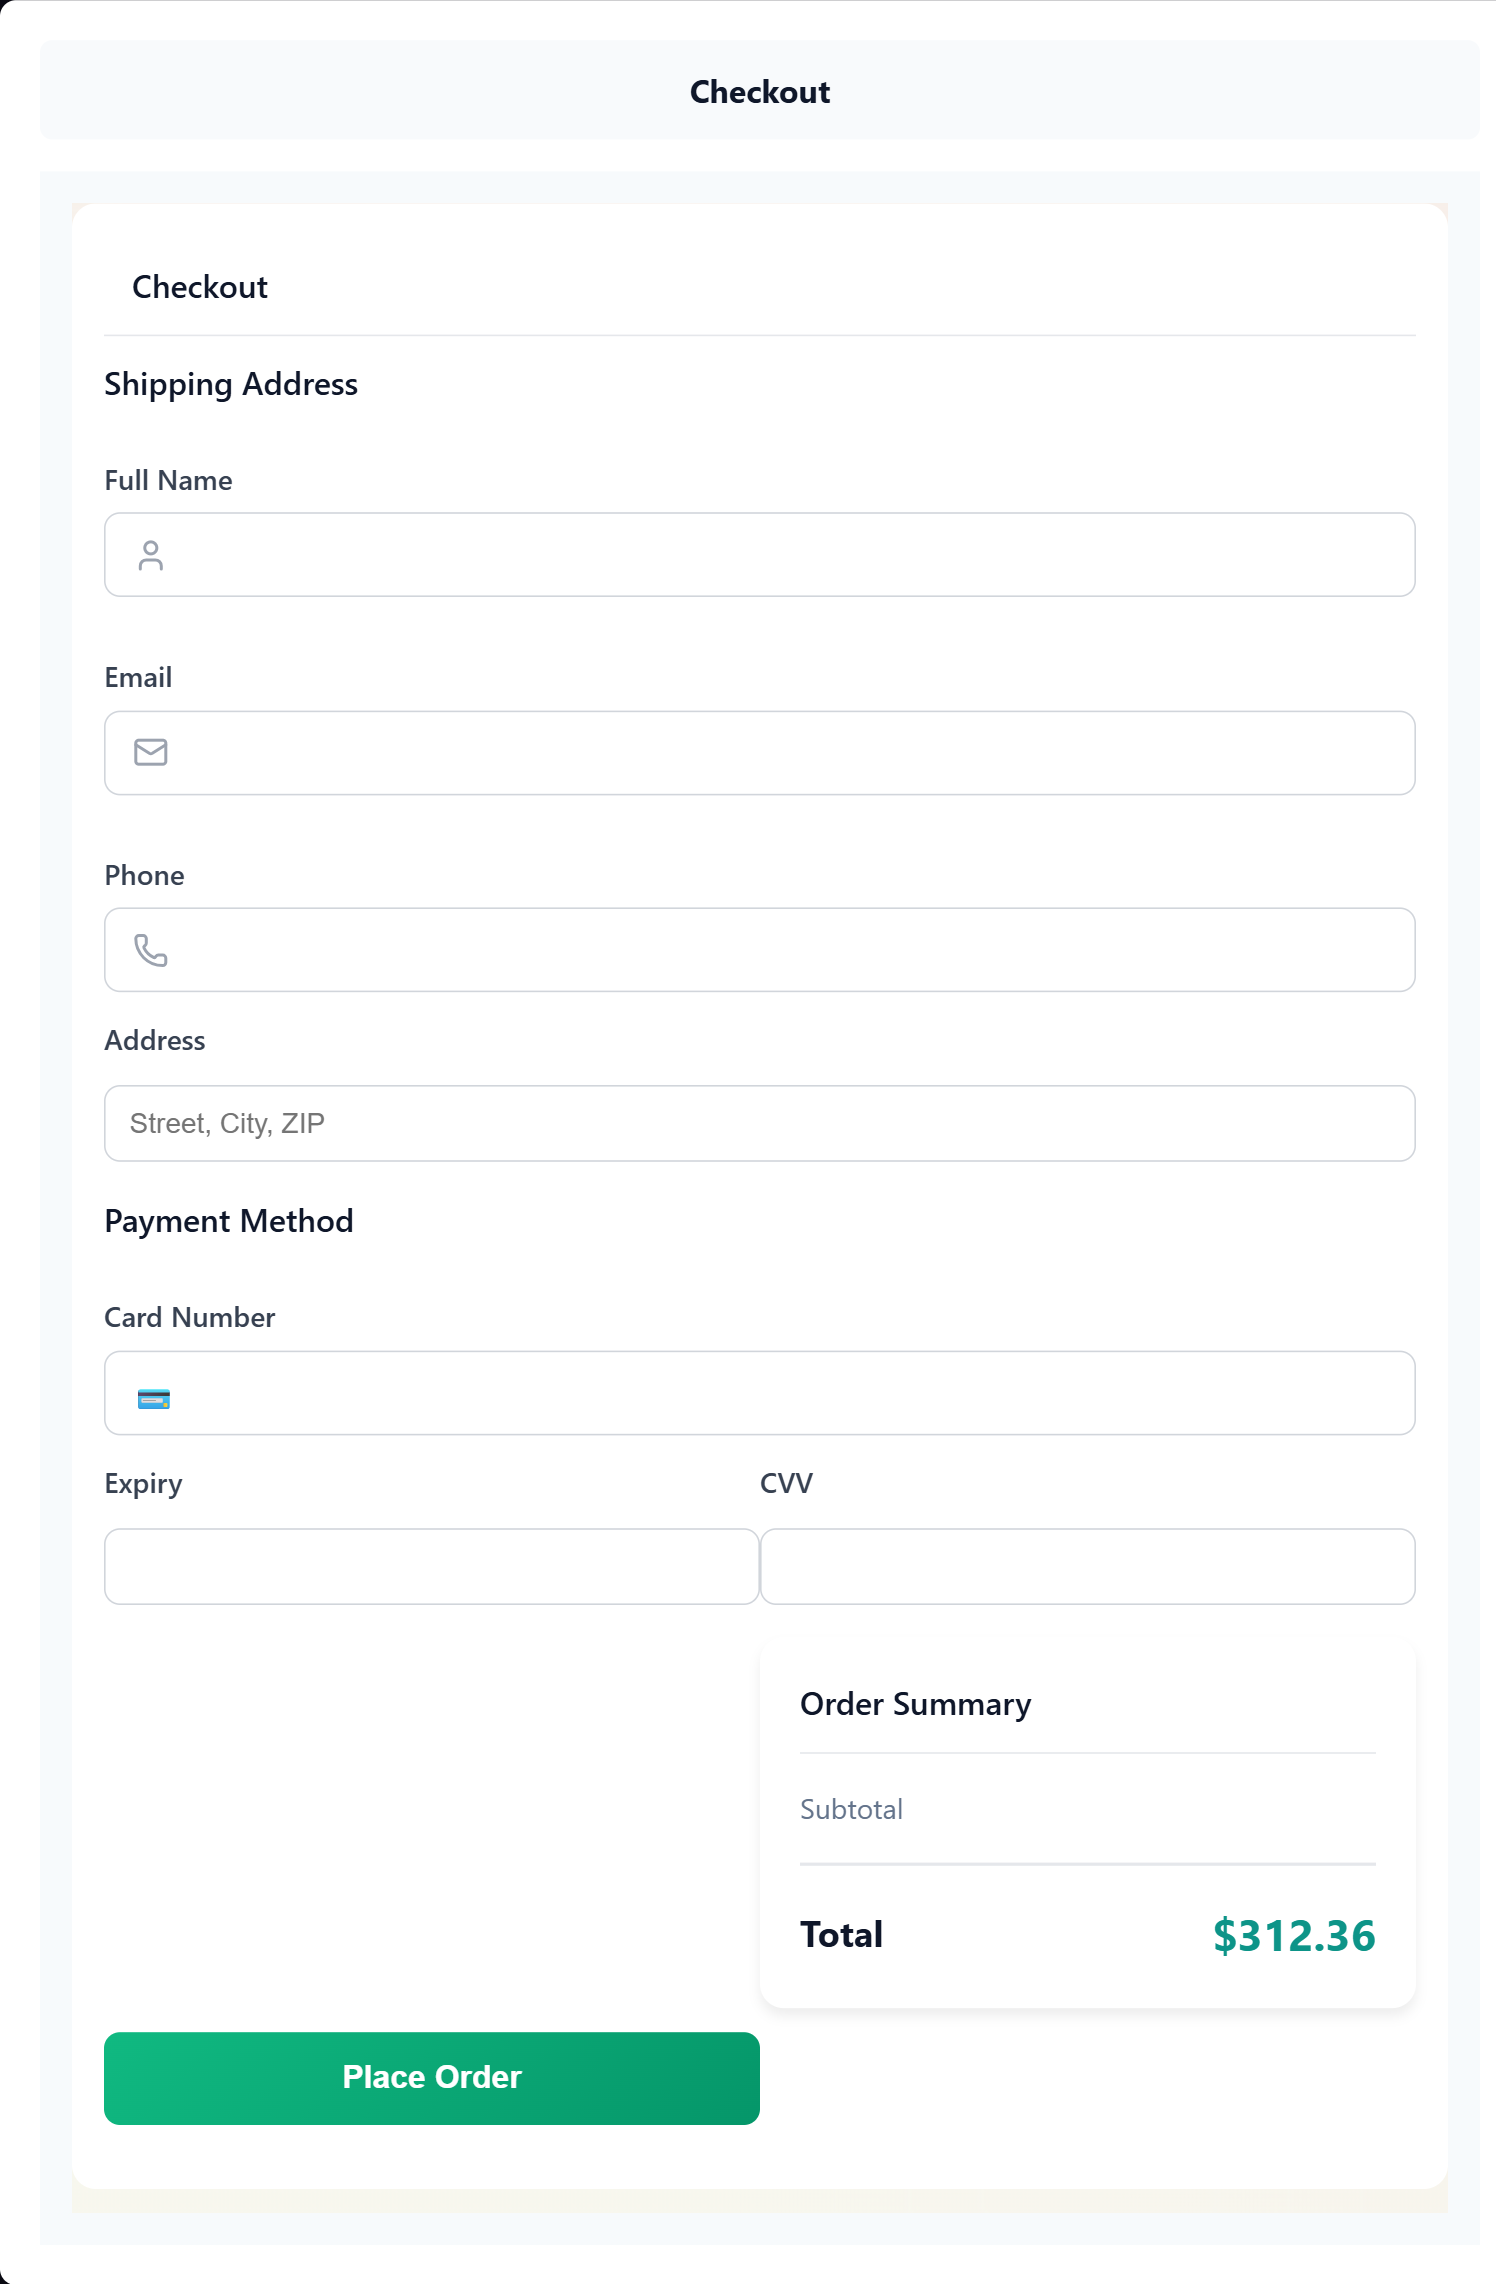 Checkout
Checkout
Shipping Address
Full Name
Email
Phone
Address
Street, City, ZIP
Payment Method
Card Number
Expiry CVV
Order Summary
Subtotal
Total $312.36
Place Order